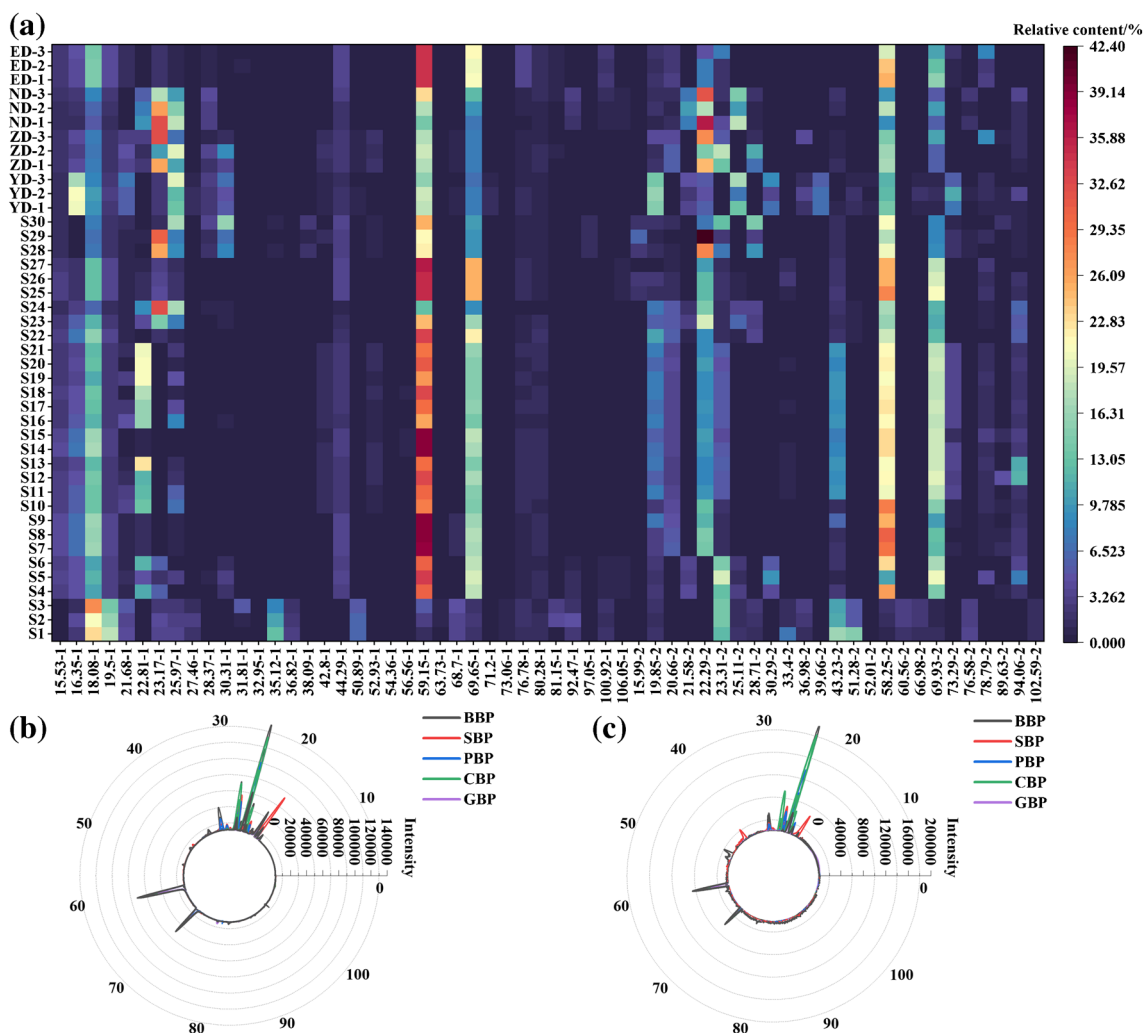 (a)
Relative content/%
ED-3
ED-2
ED-1
ND-3
ND-2
ND-1
ZD-3
ZD-2
ZD-1
YD-3
YD-2
YD-1
S30
S29
S28
S27
S26
S25
S24
S23
S22
S21
S20
S19
S18
S17
S16
S15
S14
S13
S12
S11
S10
S9
S8
S7
S6
S5
S4
S3
S2
S1
42.40
39.14
35.88
32.62
29.35
26.09
22.83
19.57
16.31
13.05
9.785
6.523
3.262
0.000
15.53-1
16.35-1
18.08-1
19.5-1
21.68-1
22.81-1
23.17-1
25.97-1
27.46-1
28.37-1
30.31-1
31.81-1
32.95-1
35.12-1
36.82-1
38.09-1
42.8-1
44.29-1
50.89-1
52.93-1
54.36-1
56.56-1
59.15-1
63.73-1
68.7-1
69.65-1
71.2-1
73.06-1
76.78-1
80.28-1
81.15-1
92.47-1
97.05-1
100.92-1
106.05-1
15.99-2
19.85-2
20.66-2
21.58-2
22.29-2
23.31-2
25.11-2
28.71-2
30.29-2
33.4-2
36.98-2
39.66-2
43.23-2
51.28-2
52.01-2
58.25-2
60.56-2
66.98-2
69.93-2
73.29-2
76.58-2
78.79-2
89.63-2
94.06-2
102.59-2
(b)
BBP
SBP
PBP
CBP
GBP
0
10
20
30
40
50
60
70
80
90
100
0
20000
40000
60000
80000
100000
120000
140000
Intensity
(c)
BBP
SBP
PBP
CBP
GBP
0
10
20
30
40
50
60
70
80
90
100
0
40000
80000
120000
160000
200000
Intensity